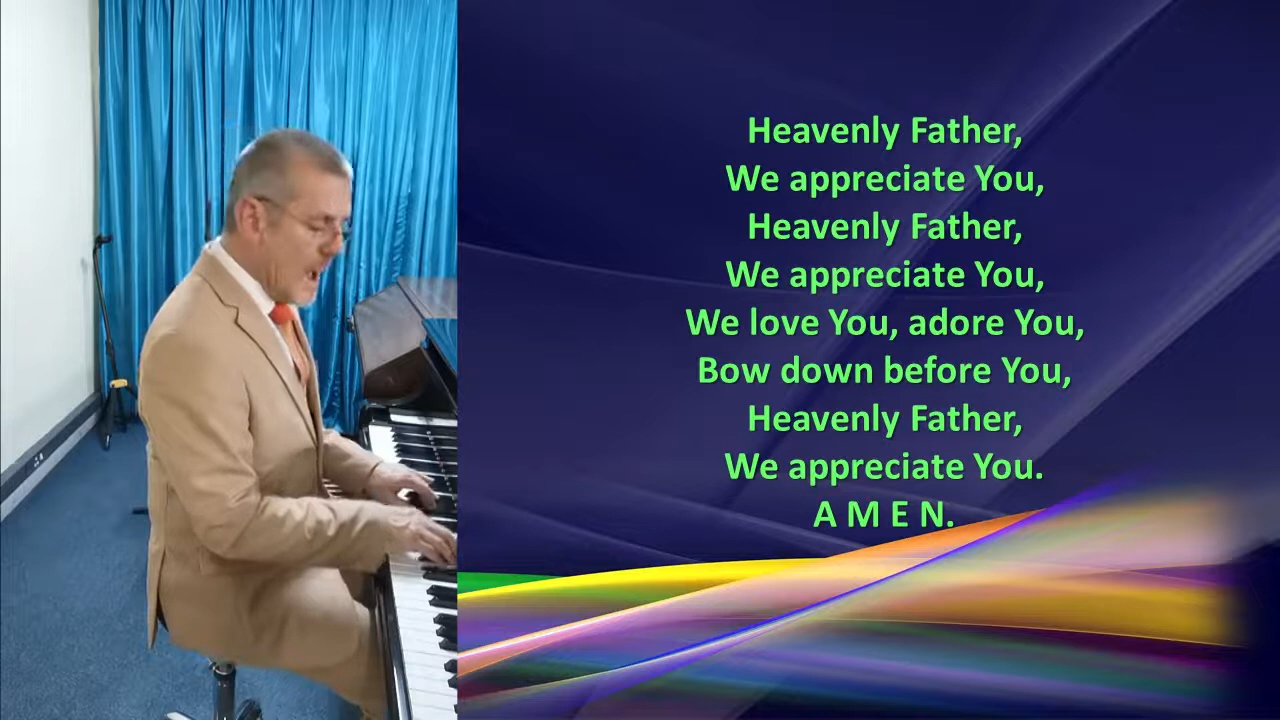 Heavenly Father,
We appreciate You,
Heavenly Father,
We appreciate You,
We love You, adore You,
Bow down before You,
Heavenly Father,
We appreciate You.
A M E N.